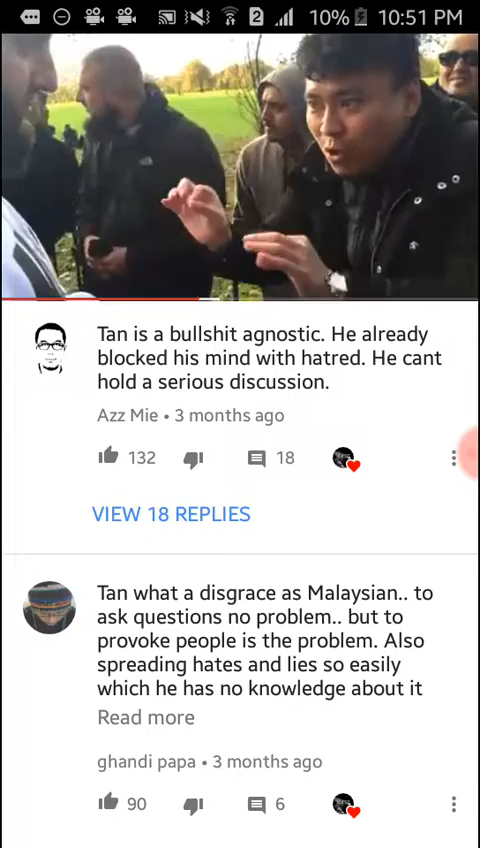 2 10% 10:51 PM
Tan is a bullshit agnostic. He already
blocked his mind with hatred. He cant
hold a serious discussion.
Azz Mie • 3 months ago
132 18
VIEW 18 REPLIES
Tan what a disgrace as Malaysian.. to
ask questions no problem.. but to
provoke people is the problem. Also
spreading hates and lies so easily
which he has no knowledge about it
Read more
ghandi papa • 3 months ago
90 6